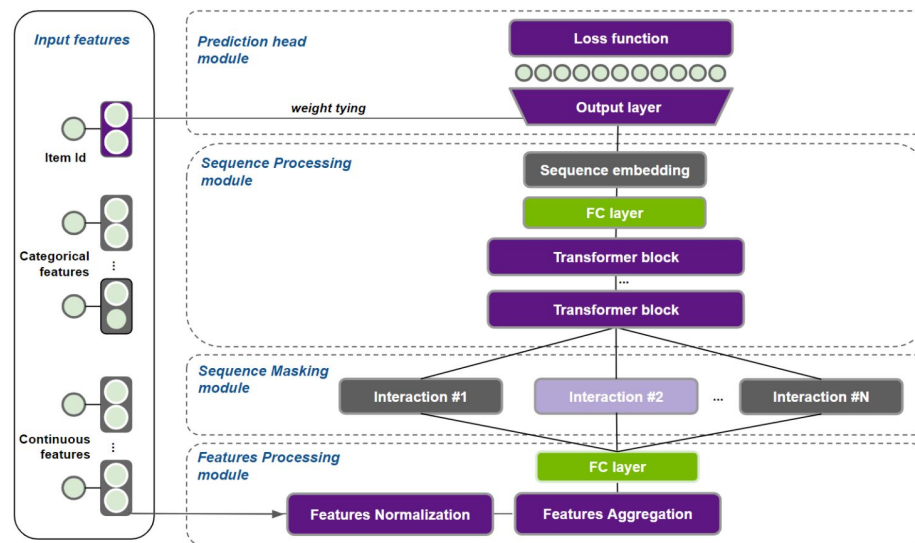 Input features
Item Id
Categorical
features
...
Continuous
features
...
Prediction head
module
Loss function
weight tying
Output layer
Sequence Processing
module
Sequence embedding
FC layer
Transformer block
...
Transformer block
Sequence Masking
module
Interaction #1
Interaction #2
...
Interaction #N
Features Processing
module
FC layer
Features Normalization
Features Aggregation